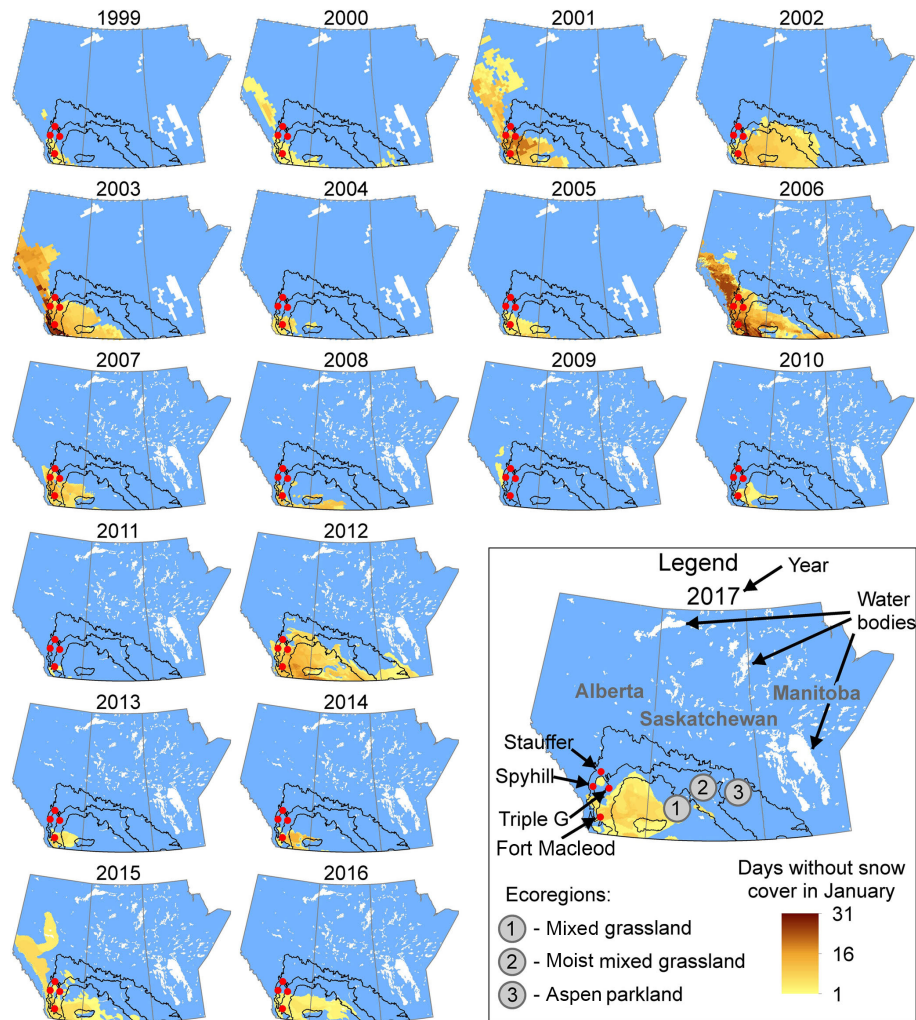 1999
2000
2001
2002
2003
2004
2005
2006
2007
2008
2009
2010
2011
2012
2013
2014
2015
2016
Legend
2017
Year
Water
bodies
Alberta
Saskatchewan
Manitoba
Stauffer
Spyhill
Triple G
Fort Macleod
1
2
3
Ecoregions:
1 - Mixed grassland
2 - Moist mixed grassland
3 - Aspen parkland
Days without snow
cover in January
31
16
1